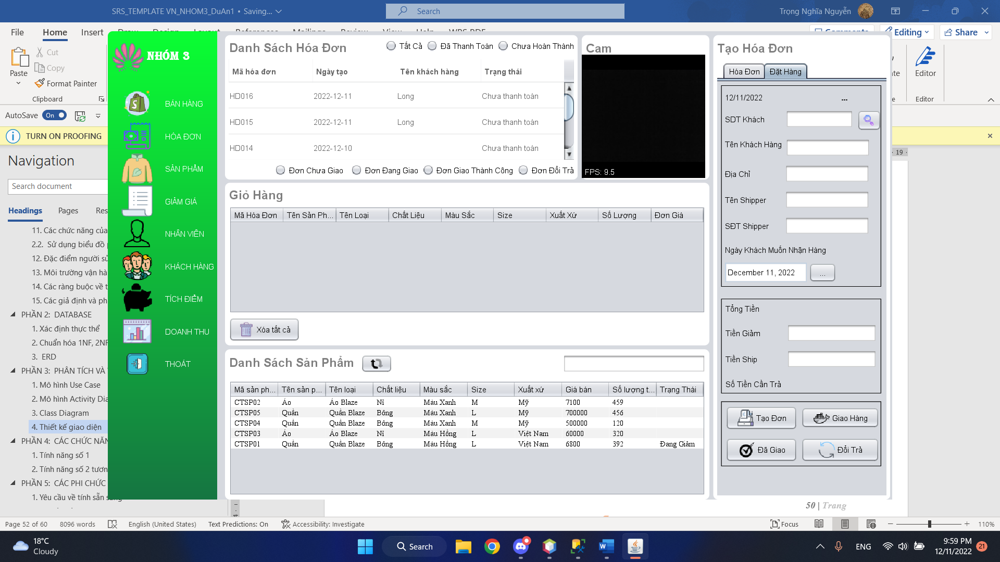 SRS_TEMPLATE VN_NHOM3_DuAn1 • Saving...
Search
Trọng Nghĩa Nguyễn
File
Home
Insert
Editing
Share
Paste
Cut
Copy
Format Painter
Clipboard
Editor
Editor
AutoSave On
TURN ON PROOFING
19
Navigation
Search document
Headings
Pages
Res
11. Các chức năng của
2.2. Sử dụng biểu đồ
12. Đặc điểm người sử
13. Môi trường vận hà
14. Các ràng buộc về t
15. Các giả định và ph
PHẦN 2: DATABASE
1. Xác định thực thể
2. Chuẩn hóa 1NF, 2NF
3. ERD
PHẦN 3: PHÂN TÍCH VÀ
1. Mô hình Use Case
2. Mô hình Activity Dia
3. Class Diagram
4. Thiết kế giao diện
PHẦN 4: CÁC CHỨC NĂN
1. Tính năng số 1
2. Tính năng số 2 tươn
PHẦN 5: CÁC PHI CHỨC
1. Yêu cầu về tính sẵn sàng
NHÓM 3
BÁN HÀNG
HÓA ĐƠN
SẢN PHẨM
GIẢM GIÁ
NHÂN VIÊN
KHÁCH HÀNG
TÍCH ĐIỂM
DOANH THU
THOÁT
Danh Sách Hóa Đơn
Tất Cả
Đã Thanh Toán
Chưa Hoàn Thành
Mã hóa đơn Ngày tạo Tên khách hàng Trạng thái
HD016 2022-12-11 Long Chưa thanh toán
HD015 2022-12-11 Long Chưa thanh toán
HD014 2022-12-10 Chưa thanh toán
Đơn Chưa Giao
Đơn Đang Giao
Đơn Giao Thành Công
Đơn Đổi Trả
Cam
FPS: 9.5
Giỏ Hàng
Mã Hóa Đơn Tên Sản Ph... Tên Loại Chất Liệu Màu Sắc Size Xuất Xứ Số Lượng Đơn Giá
Xóa tất cả
Danh Sách Sản Phẩm
Mã sản ph... Tên sản p... Tên loại Chất liệu Màu sắc Size Xuất xứ Giá bán Số lượng t... Trạng Thái
CTSP02 Áo Áo Blaze Nỉ Màu Xanh M Mỹ 7100 459
CTSP05 Quần Quần Blaze Bông Màu Xanh L Mỹ 700000 456
CTSP04 Quần Quần Blaze Bông Màu Xanh M Mỹ 500000 120
CTSP03 Áo Áo Blaze Nỉ Màu Hồng L Việt Nam 60000 320
CTSP01 Quần Quần Blaze Bông Màu Hồng L Việt Nam 6800 392 Đang Giảm
Tạo Hóa Đơn
Hóa Đơn
Đặt Hàng
12/11/2022
...
SDT Khách
Tên Khách Hàng
Địa Chỉ
Tên Shipper
SĐT Shipper
Ngày Khách Muốn Nhận Hàng
December 11, 2022
...
Tổng Tiền
Tiền Giảm
Tiền Ship
Số Tiền Cần Trả
Tạo Đơn
Giao Hàng
Đã Giao
Đổi Trả
50 | Trang
Page 52 of 60
8096 words
English (United States)
Text Predictions: On
Accessibility: Investigate
Focus
110%
18°C
Cloudy
Search
ENG
9:59 PM
12/11/2022
21